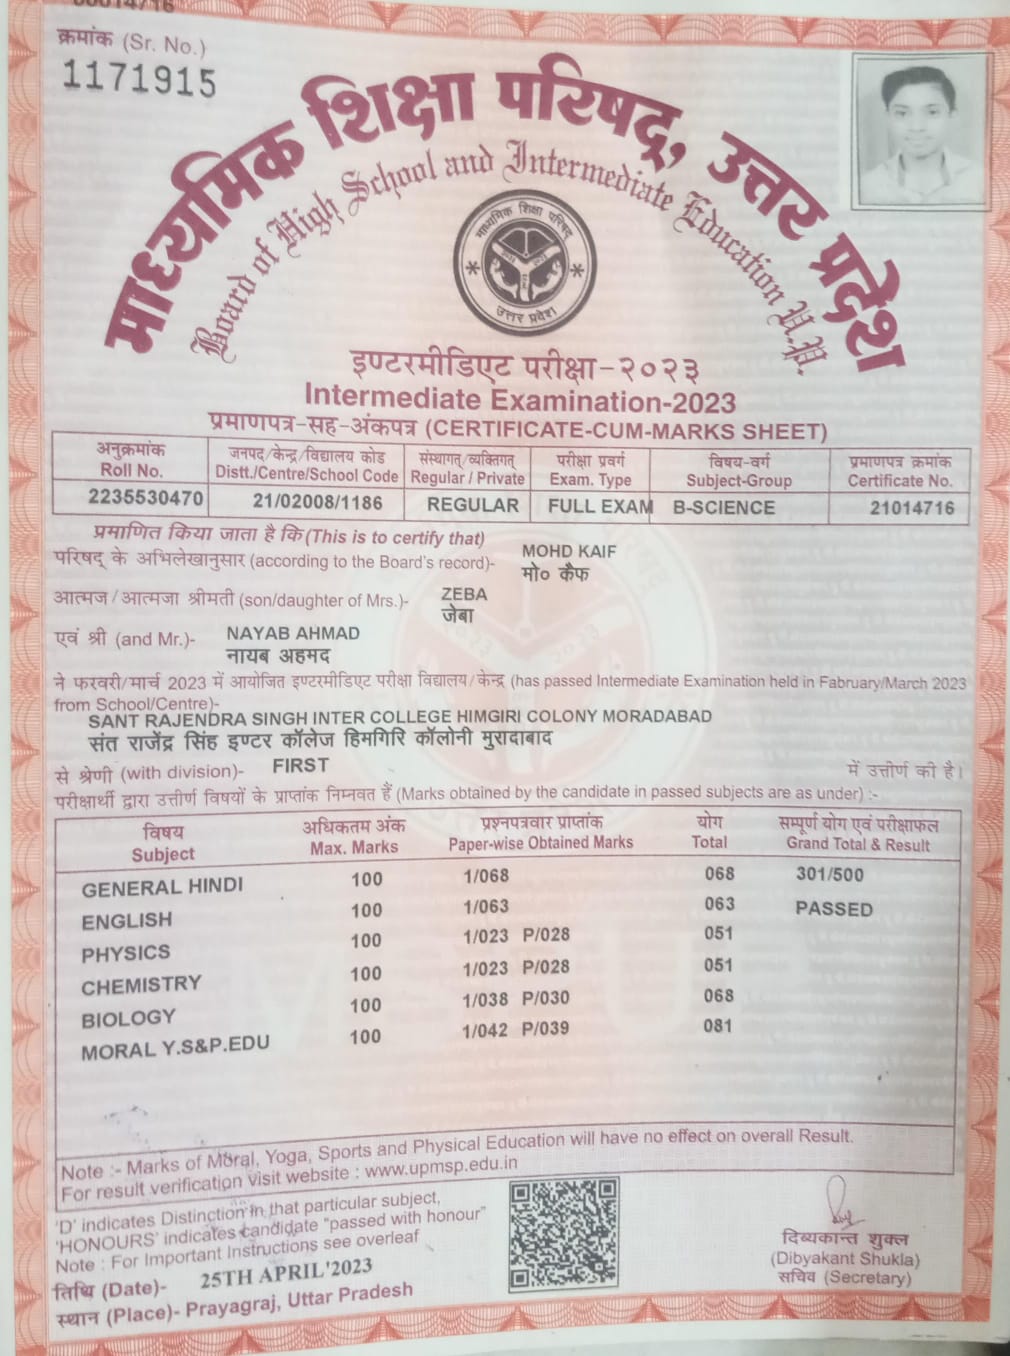 क्रमांक (Sr. No.)
1171915
माध्यमिक शिक्षा परिषद्, उत्तर प्रदेश
Board of High School and Intermediate Education U.P.
माध्यमिक शिक्षा परिषद्
उत्तर प्रदेश
इण्टरमीडिएट परीक्षा-२०२३
Intermediate Examination-2023
प्रमाणपत्र-सह-अंकपत्र (CERTIFICATE-CUM-MARKS SHEET)
अनुक्रमांक जनपद/केन्द्र/विद्यालय कोड संस्थागत्/व्यक्तिगत् परीक्षा प्रवर्ग विषय-वर्ग प्रमाणपत्र क्रमांक
Roll No. Distt./Centre/School Code Regular / Private Exam. Type Subject-Group Certificate No.
2235530470 21/02008/1186 REGULAR FULL EXAM B-SCIENCE 21014716
प्रमाणित किया जाता है कि(This is to certify that)
परिषद् के अभिलेखानुसार (according to the Board's record)- MOHD KAIF
मो० कैफ
आत्मज/आत्मजा श्रीमती (son/daughter of Mrs.)- ZEBA
जेबा
एवं श्री (and Mr.)- NAYAB AHMAD
नायब अहमद
ने फरवरी/मार्च 2023 में आयोजित इण्टरमीडिएट परीक्षा विद्यालय/केन्द्र (has passed Intermediate Examination held in Fabruary/March 2023
from School/Centre)-
SANT RAJENDRA SINGH INTER COLLEGE HIMGIRI COLONY MORADABAD
संत राजेंद्र सिंह इण्टर कॉलेज हिमगिरि कॉलोनी मुरादाबाद
से श्रेणी (with division)- FIRST में उत्तीर्ण की है।
परीक्षार्थी द्वारा उत्तीर्ण विषयों के प्राप्तांक निम्नवत हैं (Marks obtained by the candidate in passed subjects are as under) :-
विषय अधिकतम अंक प्रश्नपत्रवार प्राप्तांक योग सम्पूर्ण योग एवं परीक्षाफल
Subject Max. Marks Paper-wise Obtained Marks Total Grand Total & Result
GENERAL HINDI 100 1/068 068 301/500
ENGLISH 100 1/063 063 PASSED
PHYSICS 100 1/023 P/028 051
CHEMISTRY 100 1/023 P/028 051
BIOLOGY 100 1/038 P/030 068
MORAL Y.S&P.EDU 100 1/042 P/039 081
Note :- Marks of Moral, Yoga, Sports and Physical Education will have no effect on overall Result.
For result verification visit website : www.upmsp.edu.in
'D' indicates Distinction in that particular subject,
'HONOURS' indicates candidate "passed with honour"
Note : For Important Instructions see overleaf
तिथि (Date)- 25TH APRIL'2023
स्थान (Place)- Prayagraj, Uttar Pradesh
दिव्यकान्त शुक्ल
(Dibyakant Shukla)
सचिव (Secretary)